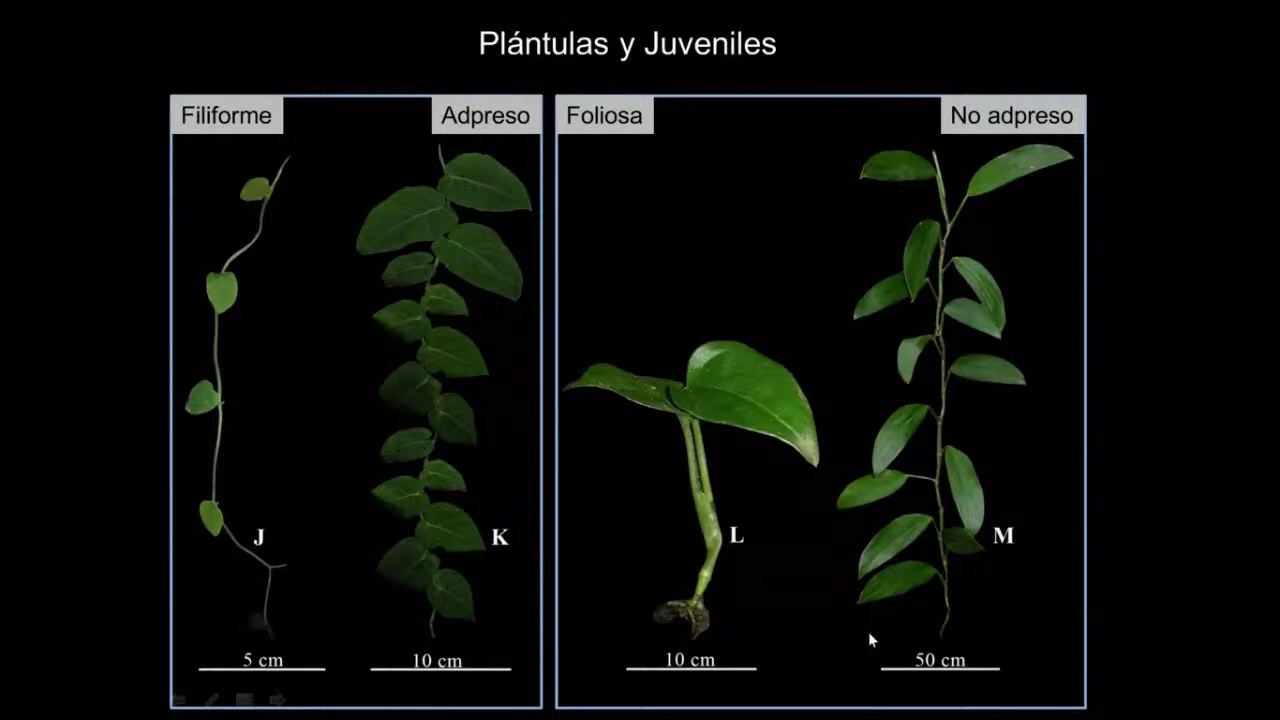 Plántulas y Juveniles
Filiforme
Adpreso
Foliosa
No adpreso
J
K
L
M
5 cm
10 cm
10 cm
50 cm